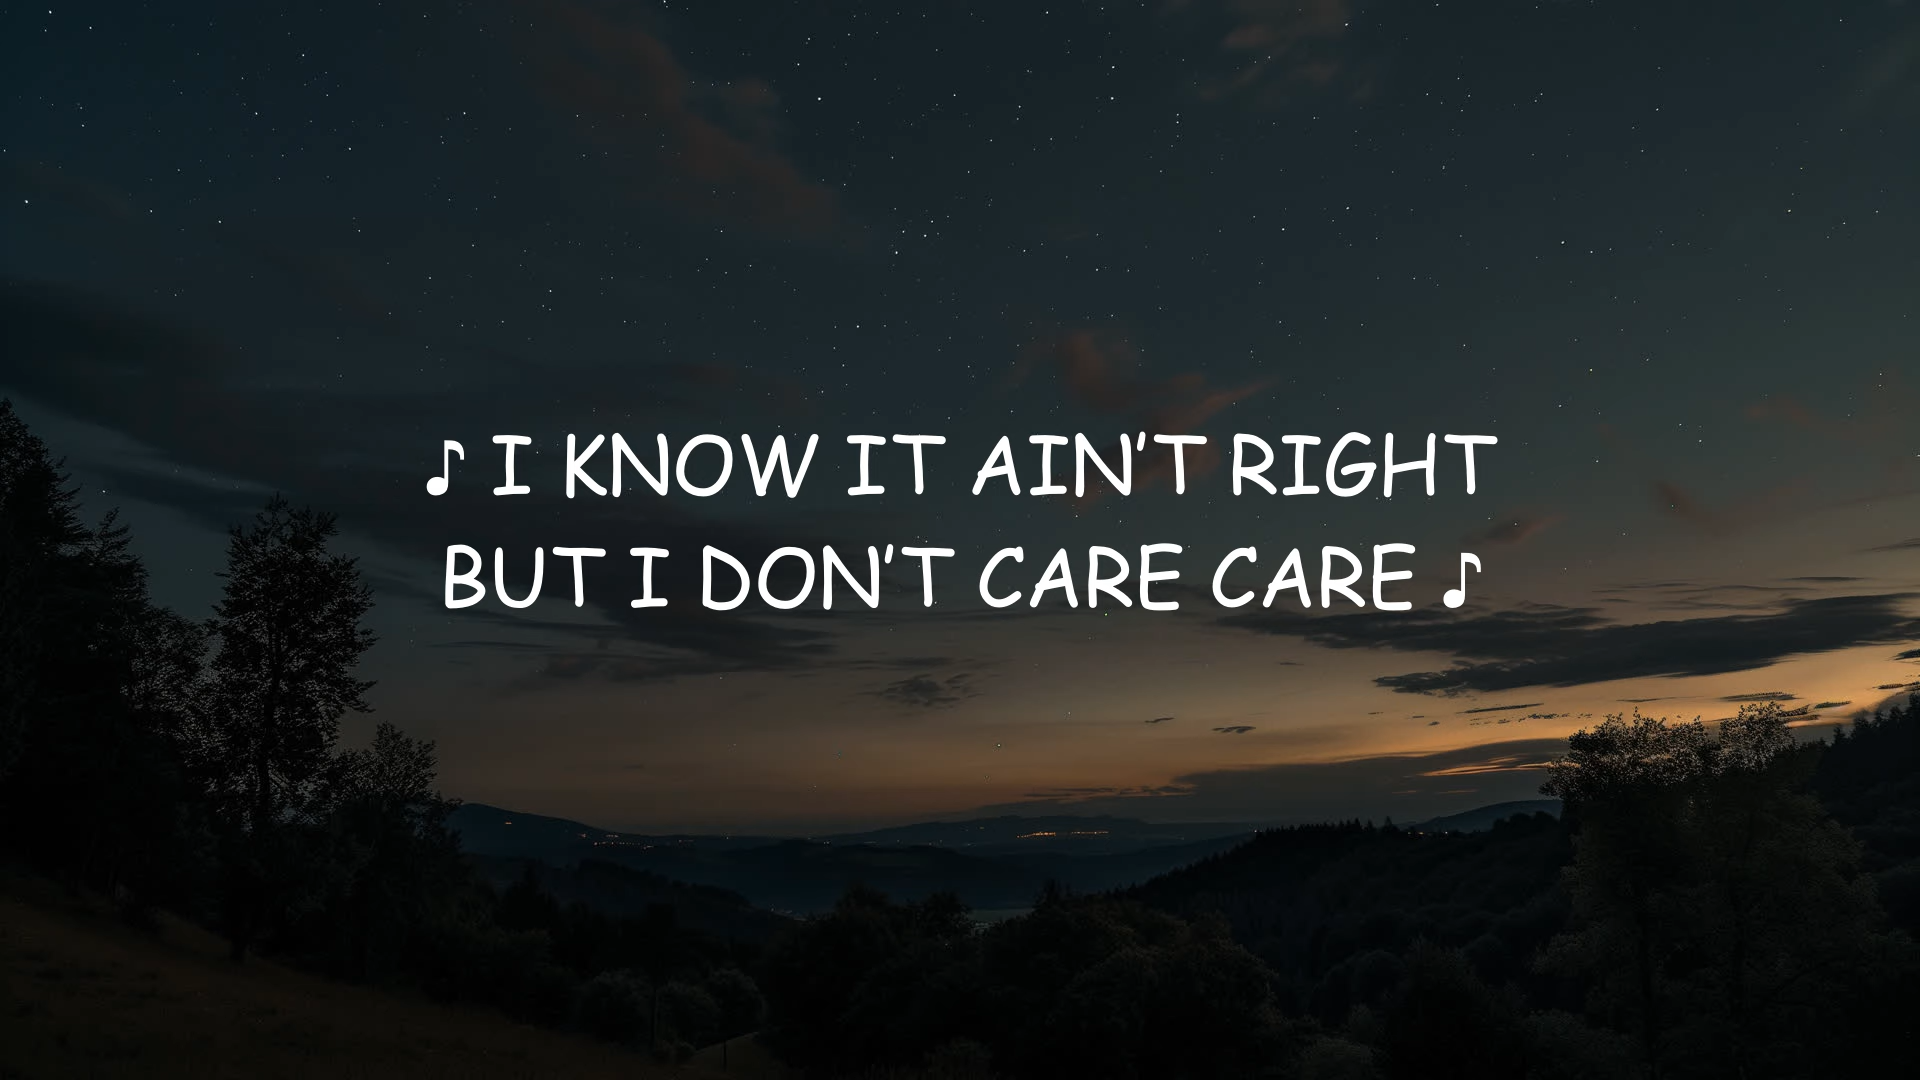 ♪ I KNOW IT AIN'T RIGHT
BUT I DON'T CARE CARE ♪